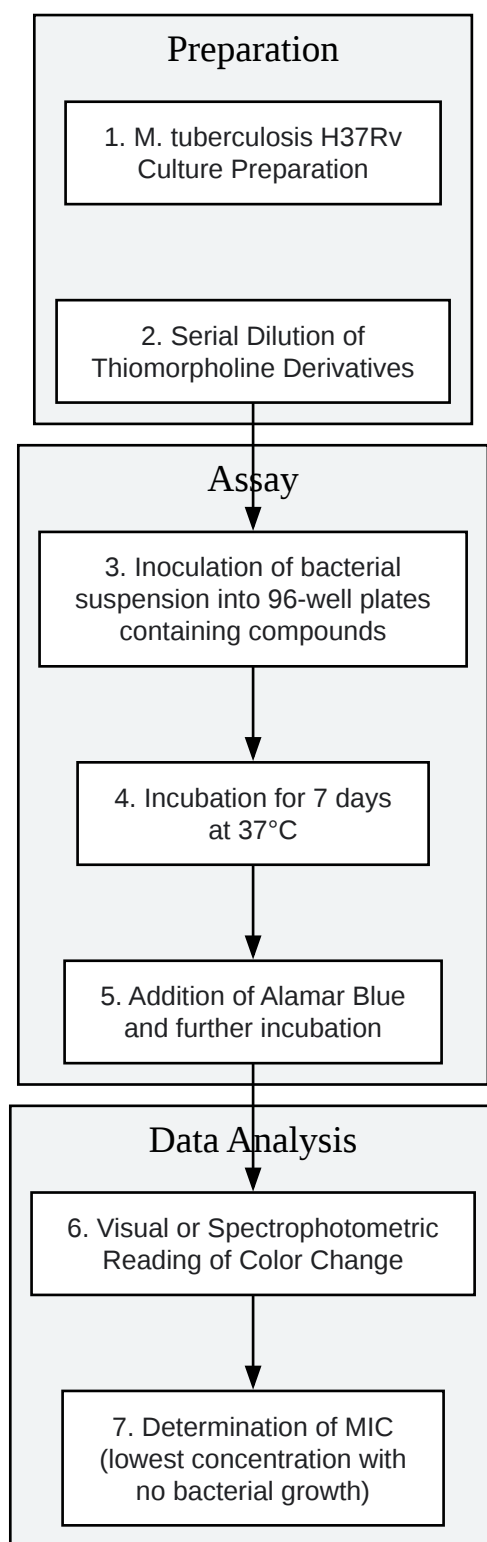 Preparation
1. M. tuberculosis H37Rv
Culture Preparation
2. Serial Dilution of
Thiomorpholine Derivatives
Assay
3. Inoculation of bacterial
suspension into 96-well plates
containing compounds
4. Incubation for 7 days
at 37°C
5. Addition of Alamar Blue
and further incubation
Data Analysis
6. Visual or Spectrophotometric
Reading of Color Change
7. Determination of MIC
(lowest concentration with
no bacterial growth)